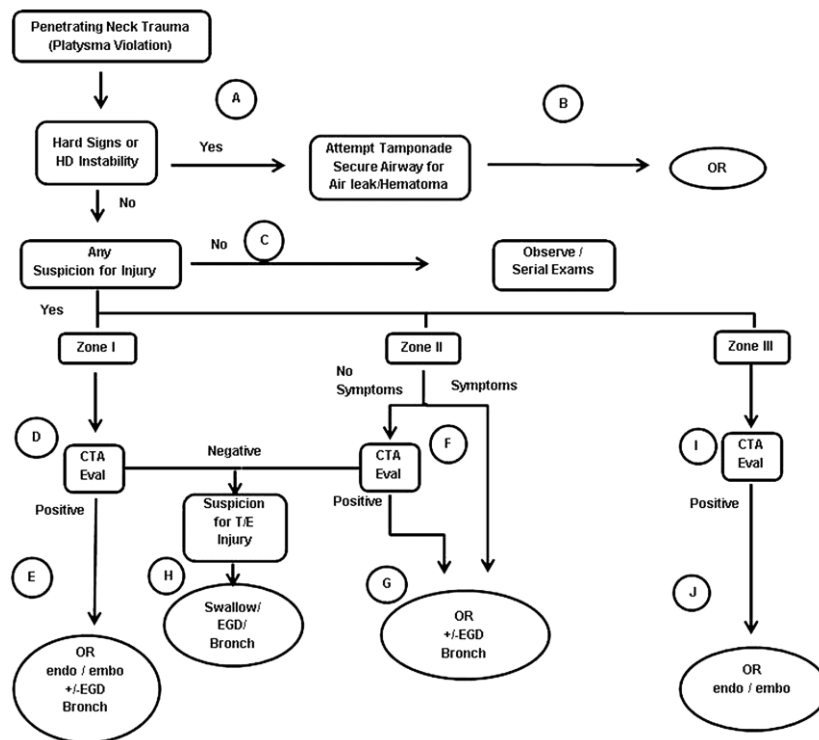 Penetrating Neck Trauma
(Platysma Violation)
A
B
Hard Signs or
HD Instability
Yes
Attempt Tamponade
Secure Airway for
Air leak/Hematoma
OR
No
Any
Suspicion for Injury
No
C
Observe /
Serial Exams
Yes
Zone I
Zone II
Zone III
No
Symptoms
Symptoms
D
CTA
Eval
Negative
CTA
Eval
F
I
CTA
Eval
Positive
Suspicion
for T/E
Injury
Positive
Positive
E
H
Swallow/
EGD/
Bronch
G
OR
+/-EGD
Bronch
J
OR
endo / embo
+/-EGD
Bronch
OR
endo / embo